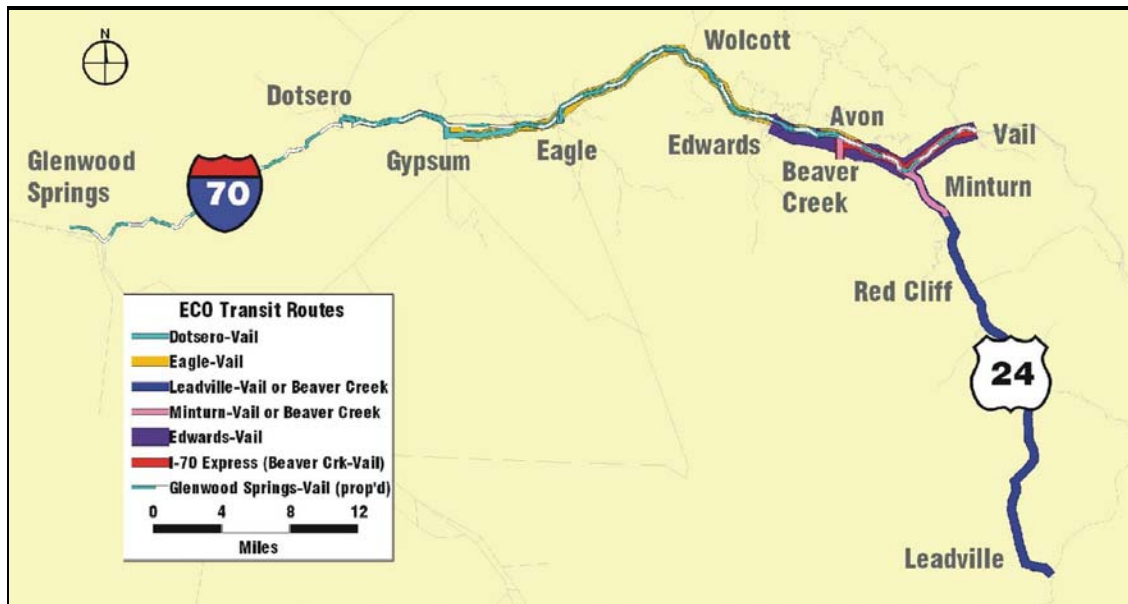 N
Wolcott
Dotsero
Avon
Glenwood
Springs
70
Gypsum
Eagle
Edwards
Vail
Beaver
Creek
Minturn
Red Cliff
24
Leadville
ECO Transit Routes
Dotsero-Vail
Eagle-Vail
Leadville-Vail or Beaver Creek
Minturn-Vail or Beaver Creek
Edwards-Vail
I-70 Express (Beaver Crk-Vail)
Glenwood Springs-Vail (prop'd)
0 4 8 12
Miles